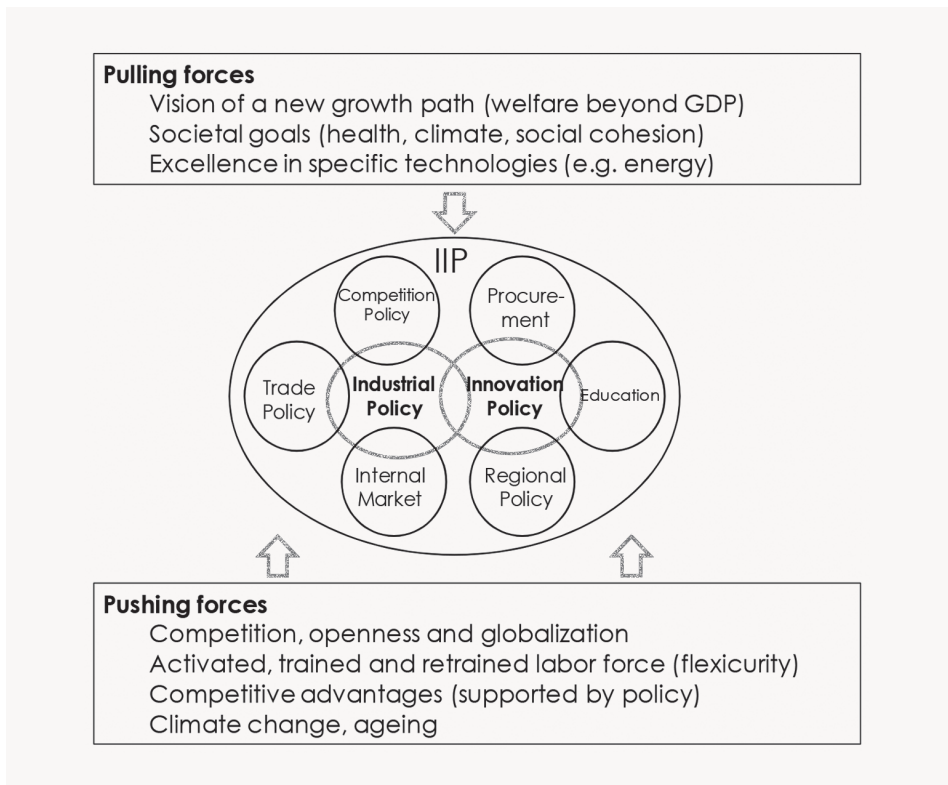 Pulling forces
Vision of a new growth path (welfare beyond GDP)
Societal goals (health, climate, social cohesion)
Excellence in specific technologies (e.g. energy)
IIP
Competition
Policy
Procure-
ment
Trade
Policy
Industrial
Policy
Innovation
Policy
Education
Internal
Market
Regional
Policy
Pushing forces
Competition, openness and globalization
Activated, trained and retrained labor force (flexicurity)
Competitive advantages (supported by policy)
Climate change, ageing